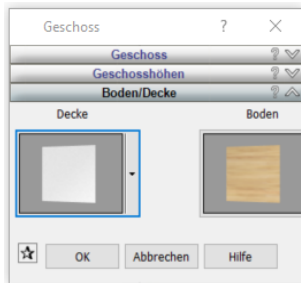 Geschoss
Geschoss
Geschosshöhen
Boden/Decke
Decke Boden
OK Abbrechen Hilfe